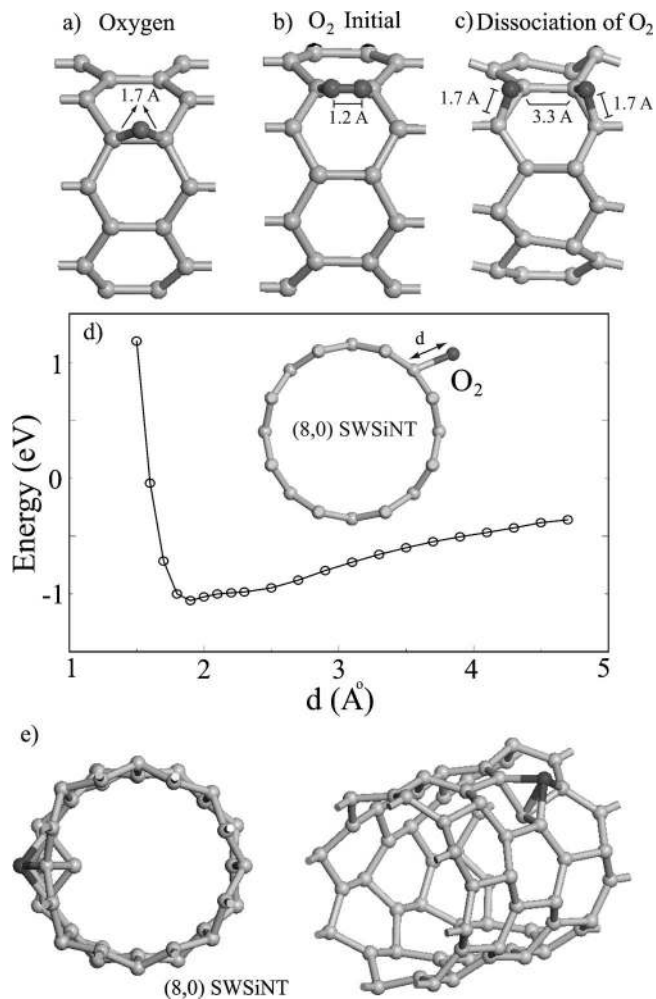 a) Oxygen
1.7 A
b) O₂ Initial
1.2 A
c) Dissociation of O₂
1.7 A
3.3 A
1.7 A
d)
d
O₂
(8,0) SWSiNT
Energy (eV)
1
0
-1
1 2 3 4 5
d (Å)
e)
(8,0) SWSiNT